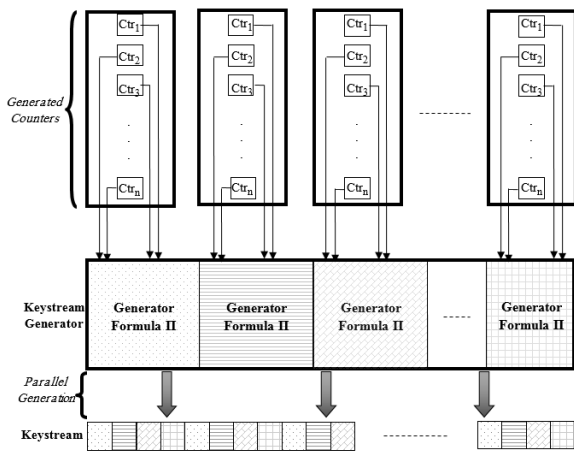 Generated
Counters
Ctr1 Ctr1 Ctr1 Ctr1
Ctr2 Ctr2 Ctr2 Ctr2
Ctr3 Ctr3 Ctr3 Ctr3
Ctrn Ctrn Ctrn Ctrn
Keystream
Generator
Generator
Formula II
Generator
Formula II
Generator
Formula II
Generator
Formula II
Parallel
Generation
Keystream